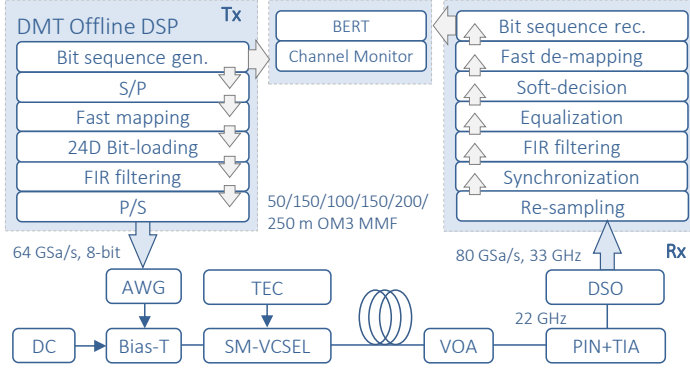 Tx
DMT Offline DSP
Bit sequence gen.
S/P
Fast mapping
24D Bit-loading
FIR filtering
P/S
BERT
Channel Monitor
Bit sequence rec.
Fast de-mapping
Soft-decision
Equalization
FIR filtering
Synchronization
Re-sampling
Rx
50/150/100/150/200/
250 m OM3 MMF
64 GSa/s, 8-bit
80 GSa/s, 33 GHz
AWG
TEC
DSO
22 GHz
DC
Bias-T
SM-VCSEL
VOA
PIN+TIA